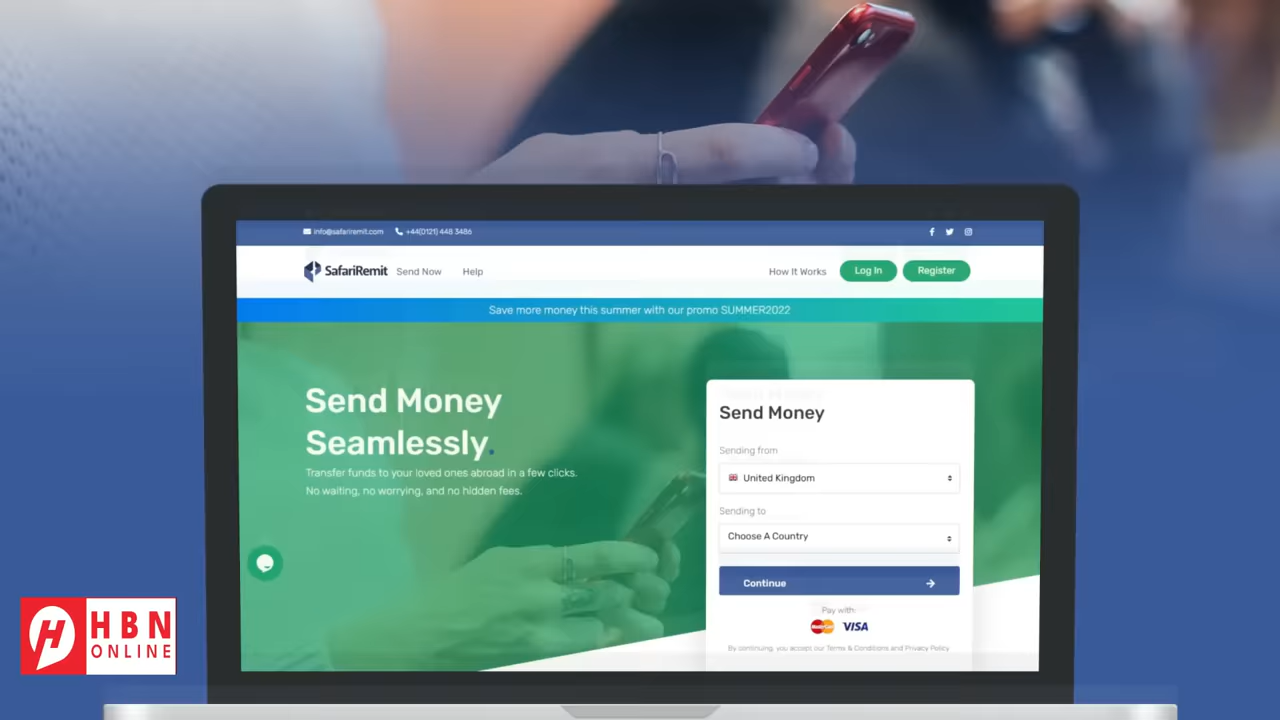 info@safariremit.com +44(0121) 448 3486
SafariRemit Send Now Help How It Works Log In Register
Save more money this summer with our promo SUMMER2022
Send Money
Seamlessly.
Transfer funds to your loved ones abroad in a few clicks.
No waiting, no worrying, and no hidden fees.
Send Money
Sending from
United Kingdom
Sending to
Choose A Country
Continue
Pay with:
MasterCard VISA
By continuing, you accept our Terms & Conditions and Privacy Policy
H HBN
ONLINE